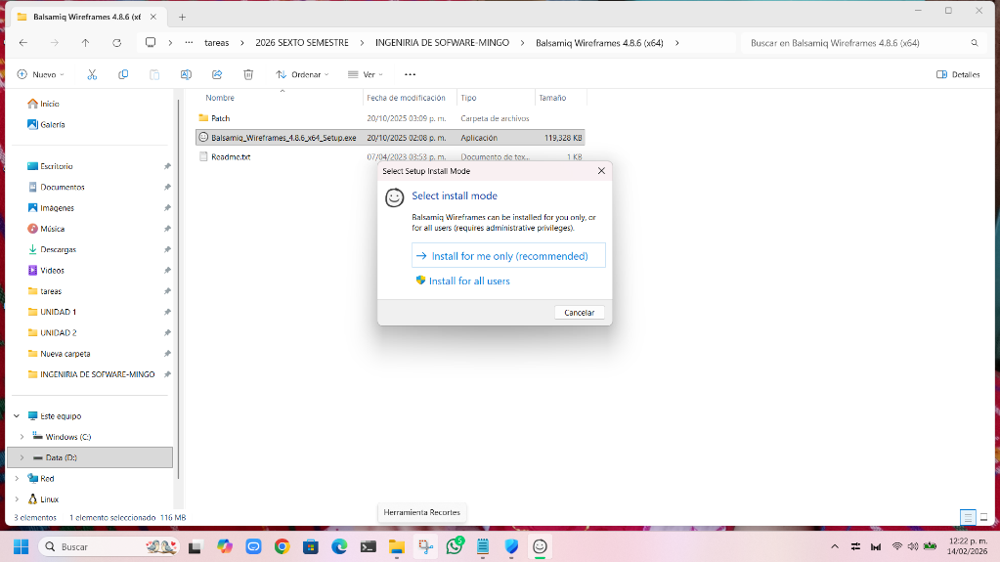 Balsamiq Wireframes 4.8.6 (xf
tareas > 2026 SEXTO SEMESTRE > INGENIRIA DE SOFWARE-MINGO > Balsamiq Wireframes 4.8.6 (x64) >
Buscar en Balsamiq Wireframes 4.8.6 (x64)
Nuevo
Ordenar
Ver
Detalles
Nombre Fecha de modificación Tipo Tamaño
Inicio
Galería
Escritorio
Documentos
Imágenes
Música
Descargas
Vídeos
tareas
UNIDAD 1
UNIDAD 2
Nueva carpeta
INGENIRIA DE SOFWARE-MINGO
Este equipo
Windows (C:)
Data (D:)
Red
Linux
Patch 20/10/2025 03:09 p. m. Carpeta de archivos
Balsamiq_Wireframes_4.8.6_x64_Setup.exe 20/10/2025 02:08 p. m. Aplicación 119,328 KB
Readme.txt 07/04/2023 03:53 p. m. Documento de tex... 1 KB
Select Setup Install Mode
Select install mode
Balsamiq Wireframes can be installed for you only, or
for all users (requires administrative privileges).
Install for me only (recommended)
Install for all users
Cancelar
3 elementos 1 elemento seleccionado 116 MB
Herramienta Recortes
Buscar
5
12:22 p. m.
14/02/2026